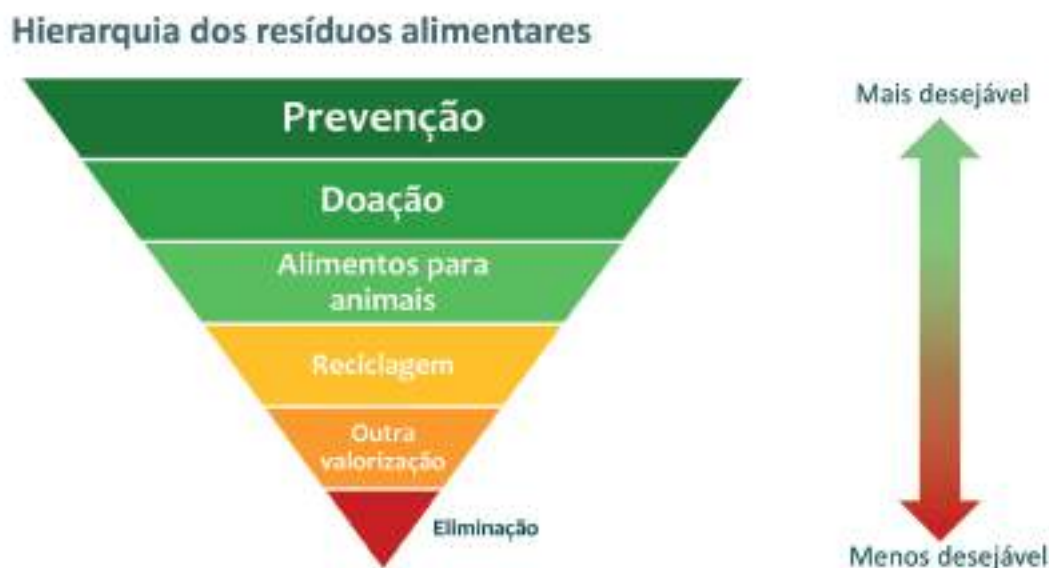 Hierarquia dos resíduos alimentares
Mais desejável
Prevenção
Doação
Alimentos para
animais
Reciclagem
Outra
valorização
Eliminação
Menos desejável